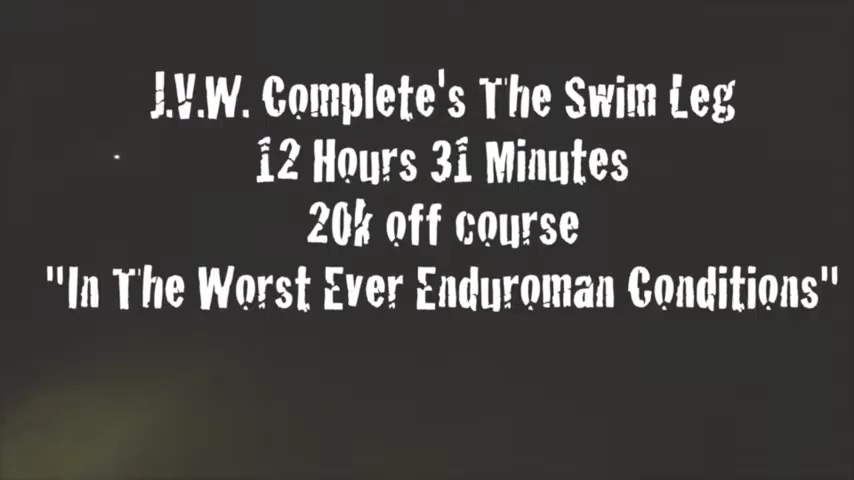 J.V.W. Complete's The Swim Leg
12 Hours 31 Minutes
20k off course
"In The Worst Ever Enduroman Conditions"